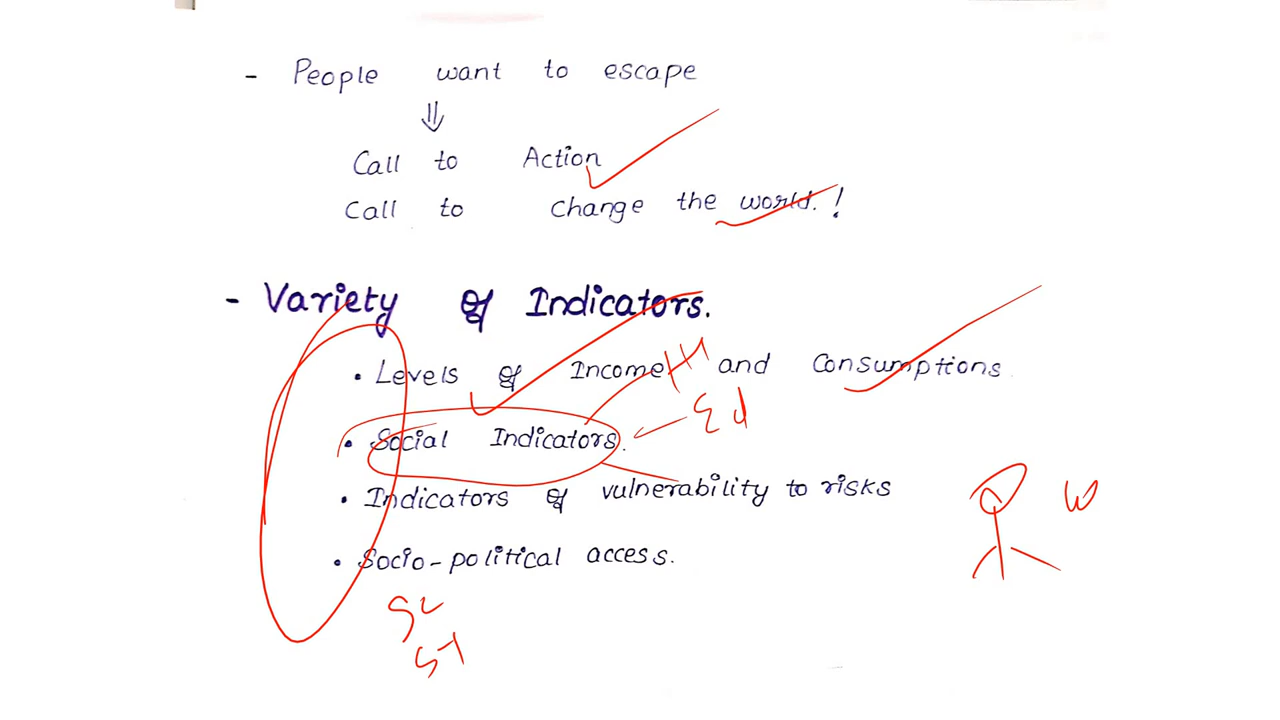 - People want to escape
⇓
Call to Action
Call to change the world.!
- Variety of Indicators.
• Levels of Income and Consumptions.
• Social Indicators.
Ed
• Indicators of vulnerability to risks
W
• Socio-political access.
SC
ST